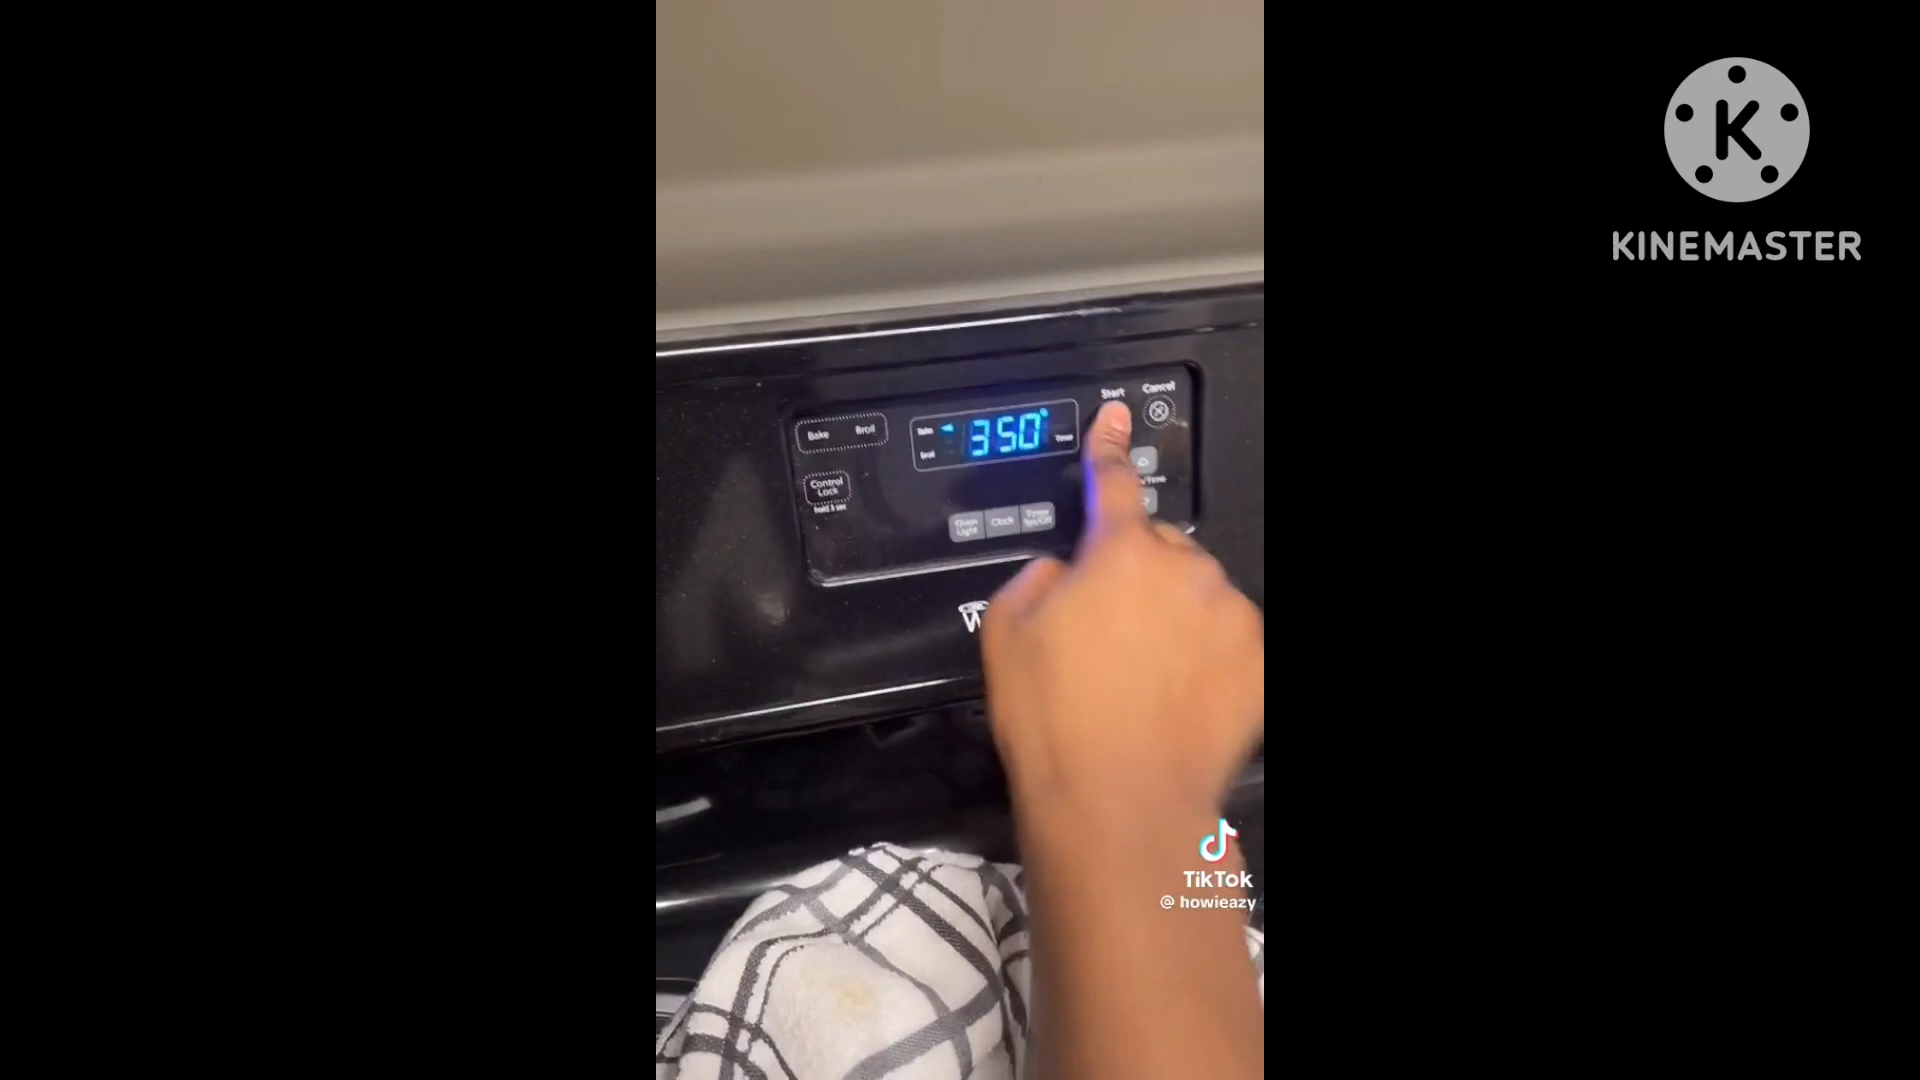 KINEMASTER
Start Cancel
Bake Broil
350°
Bake
Timer
Broil
Control
Lock
hold 3 sec
Oven
Light
Clock
Timer
Set/Off
W
TikTok
@ howieazy